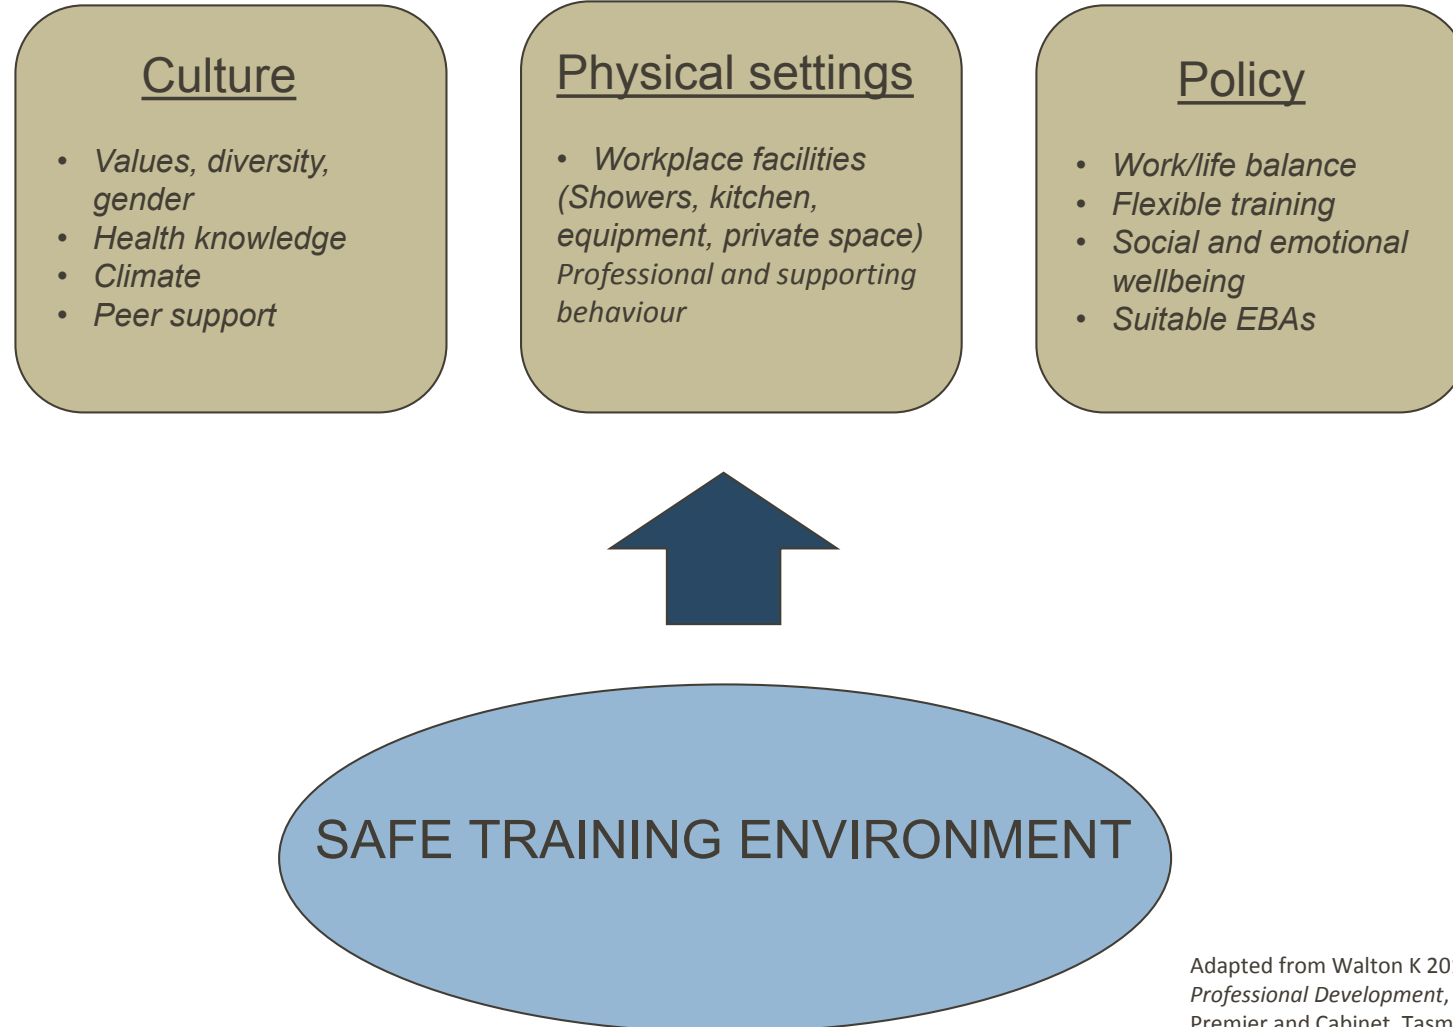 Culture
• Values, diversity,
gender
• Health knowledge
• Climate
• Peer support
Physical settings
• Workplace facilities
(Showers, kitchen,
equipment, private space)
Professional and supporting
behaviour
Policy
• Work/life balance
• Flexible training
• Social and emotional
wellbeing
• Suitable EBAs
SAFE TRAINING ENVIRONMENT
Adapted from Walton K
Professional Development,
Premier and Cabinet,